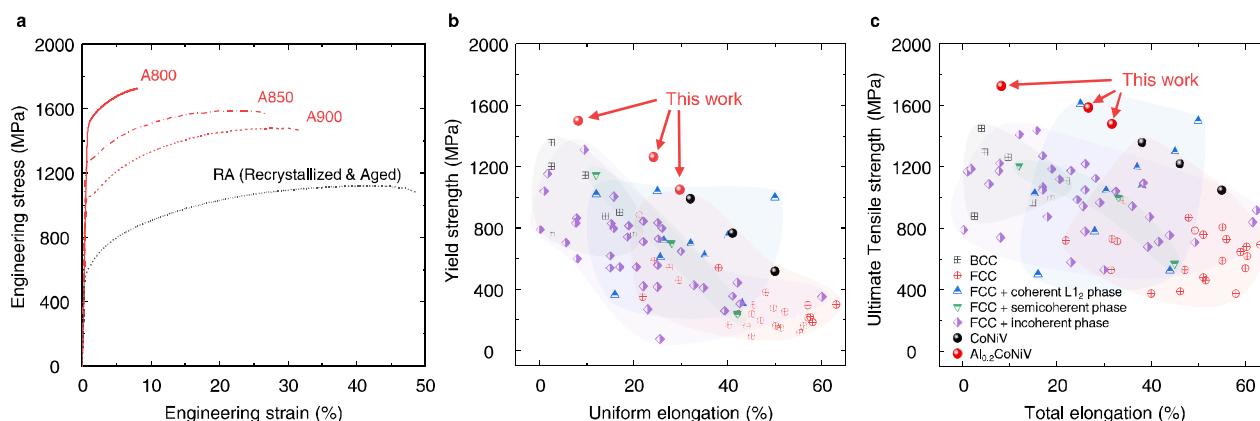 a
2000
1600
1200
800
400
0
Engineering stress (MPa)
A800
A850
A900
RA (Recrystallized & Aged)
0 10 20 30 40 50
Engineering strain (%)
b
2000
1600
1200
800
400
0
Yield strength (MPa)
This work
0 20 40 60
Uniform elongation (%)
c
2000
1600
1200
800
400
0
Ultimate Tensile strength (MPa)
This work
BCC
FCC
FCC + coherent L1₂ phase
FCC + semicoherent phase
FCC + incoherent phase
CoNiV
Al₀.₂CoNiV
0 20 40 60
Total elongation (%)